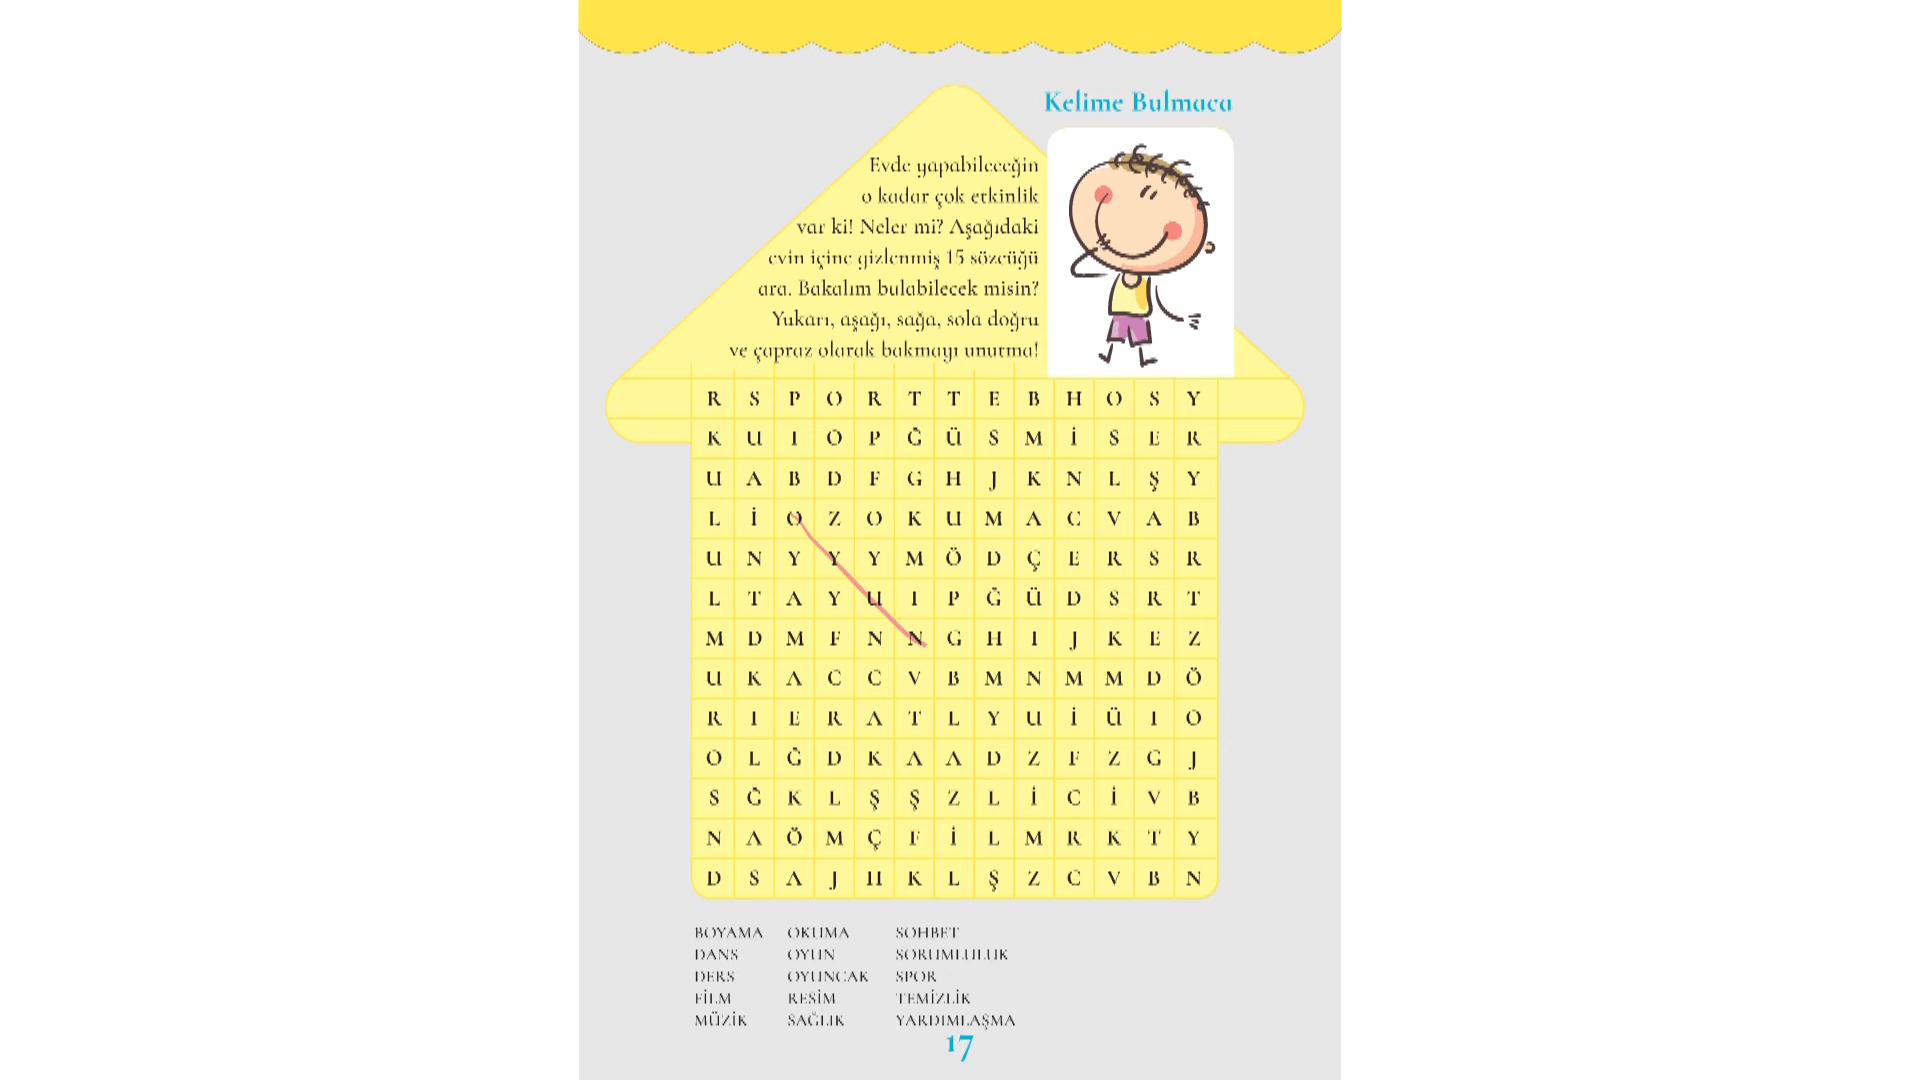 Kelime Bulmaca
Evde yapabileceğin
o kadar çok etkinlik
var ki! Neler mi? Aşağıdaki
evin içine gizlenmiş 15 sözcüğü
ara. Bakalım bulabilecek misin?
Yukarı, aşağı, sağa, sola doğru
ve çapraz olarak bakmayı unutma!
R S P O R T T E B H O S Y
K U I O P Ğ Ü S M İ S E R
U A B D F G H J K N L Ş Y
L İ O Z O K U M A C V A B
U N Y Y Y M Ö D Ç E R S R
L T A Y U I P Ğ Ü D S R T
M D M F N N G H I J K E Z
U K A C C V B M N M M D Ö
R I E R A T L Y U İ Ü I O
O L Ğ D K A A D Z F Z G J
S Ğ K L Ş Ş Z L İ C İ V B
N A Ö M Ç F İ L M R K T Y
D S A J H K L Ş Z C V B N
BOYAMA OKUMA SOHBET
DANS OYUN SORUMLULUK
DERS OYUNCAK SPOR
FİLM RESİM TEMİZLİK
MÜZİK SAĞLIK YARDIMLAŞMA
17